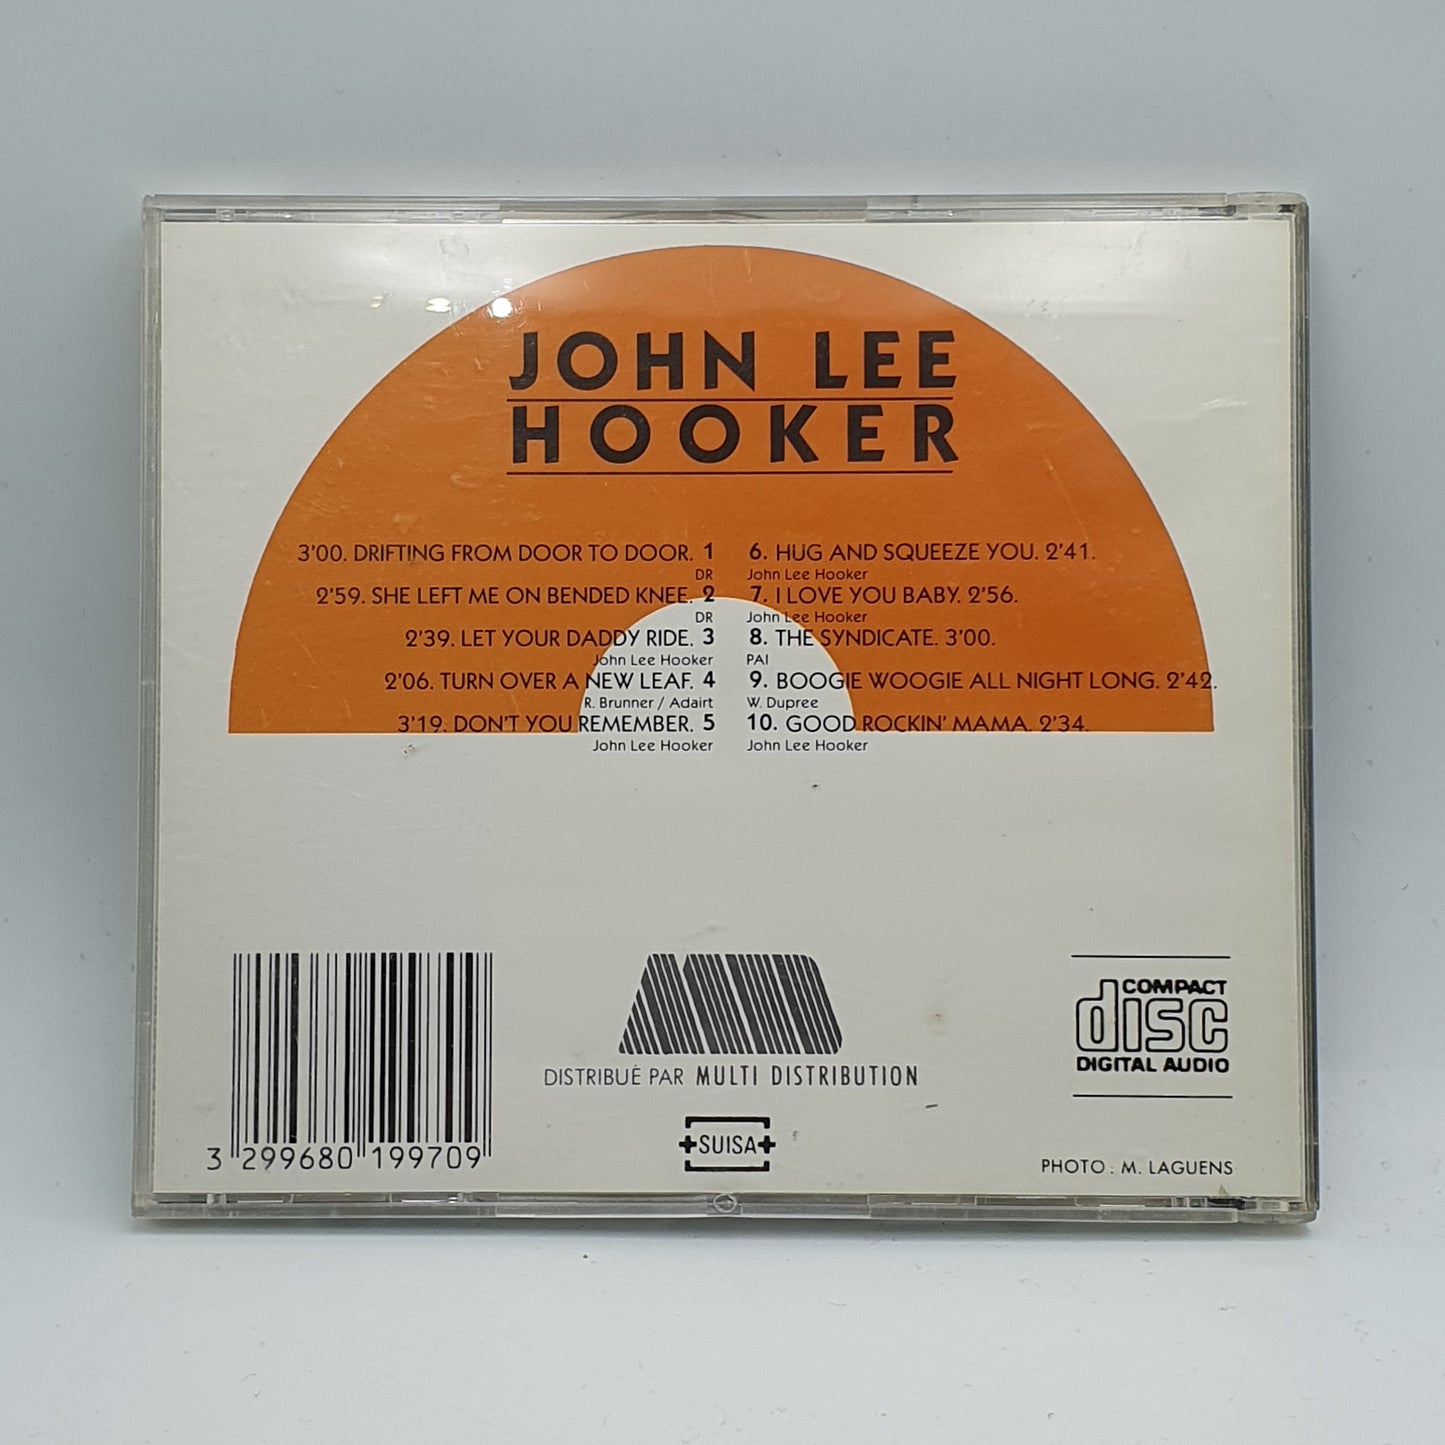 JOHN LEE
HOOKER
3'00. DRIFTING FROM DOOR TO DOOR. 1
DR
2'59. SHE LEFT ME ON BENDED KNEE. 2
DR
2'39. LET YOUR DADDY RIDE. 3
John Lee Hooker
2'06. TURN OVER A NEW LEAF. 4
R. Brunner / Adairt
3'19. DON'T YOU REMEMBER. 5
John Lee Hooker
6. HUG AND SQUEEZE YOU. 2'41.
John Lee Hooker
7. I LOVE YOU BABY. 2'56.
John Lee Hooker
8. THE SYNDICATE. 3'00.
PAI
9. BOOGIE WOOGIE ALL NIGHT LONG. 2'42.
W. Dupree
10. GOOD ROCKIN' MAMA. 2'34.
John Lee Hooker
3 299680 199709
MD
DISTRIBUÉ PAR MULTI DISTRIBUTION
SUISA
COMPACT
disc
DIGITAL AUDIO
PHOTO : M. LAGUENS